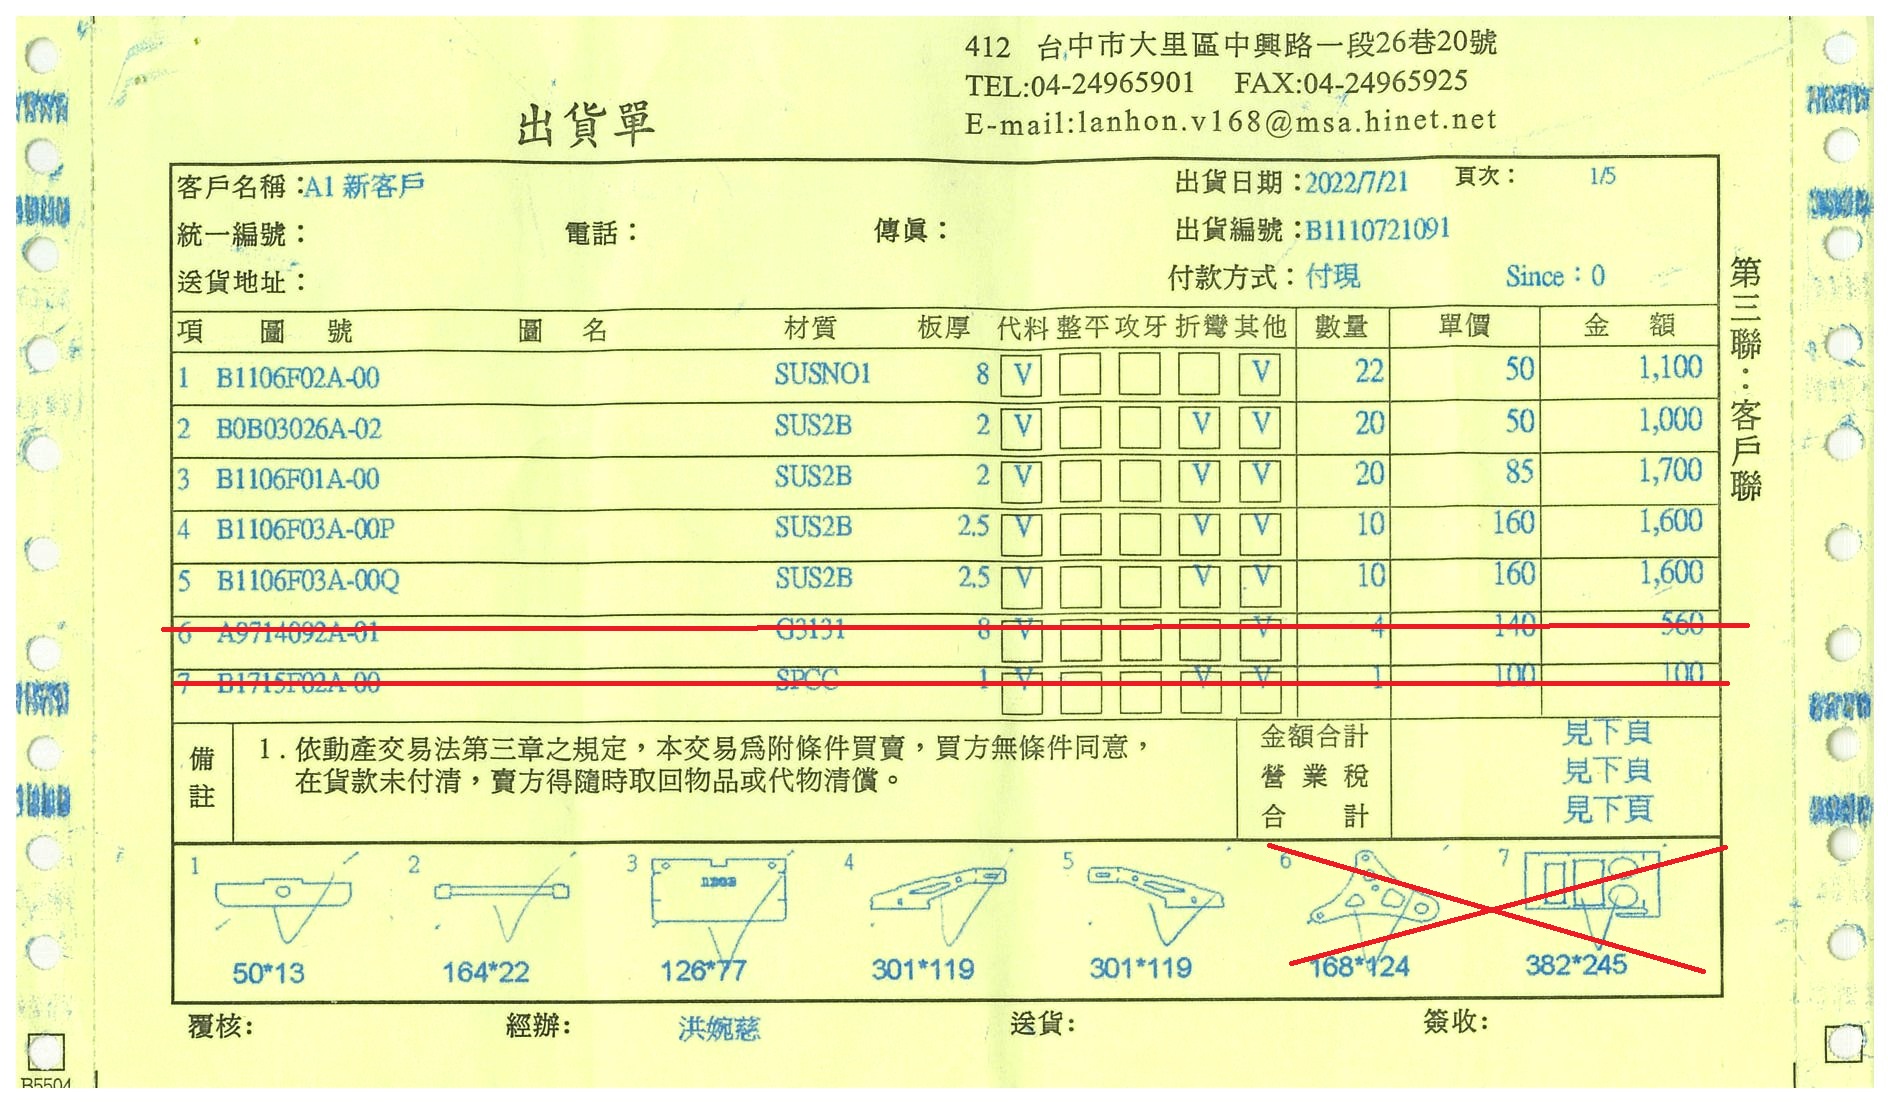 412 台中市大里區中興路一段26巷20號
TEL:04-24965901 FAX:04-24965925
E-mail:lanhon.v168@msa.hinet.net
出貨單
客戶名稱:A1 新客戶 出貨日期:2022/7/21 頁次: 1/5
統一編號: 電話: 傳眞: 出貨編號:B1110721091
送貨地址: 付款方式:付現 Since:0
項 圖號 圖名 材質 板厚 代料 整平 攻牙 折彎 其他 數量 單價 金額
1 B1106F02A-00 SUSNO1 8 V V 22 50 1,100
2 B0B03026A-02 SUS2B 2 V V V 20 50 1,000
3 B1106F01A-00 SUS2B 2 V V V 20 85 1,700
4 B1106F03A-00P SUS2B 2.5 V V V 10 160 1,600
5 B1106F03A-00Q SUS2B 2.5 V V V 10 160 1,600
6 A9714092A-01 G3131 8 V V 4 140 560
7 B1715F02A-00 SPCC 1 V V V 1 100 100
備註
1.依動產交易法第三章之規定,本交易爲附條件買賣,買方無條件同意,
在貨款未付清,賣方得隨時取回物品或代物清償。
金額合計 見下頁
營業稅 見下頁
合計 見下頁
1 2 3 4 5 6 7
50*13 164*22 126*77 301*119 301*119 168*124 382*245
覆核: 經辦: 洪婉慈 送貨: 簽收:
第三聯:客戶聯
B5504